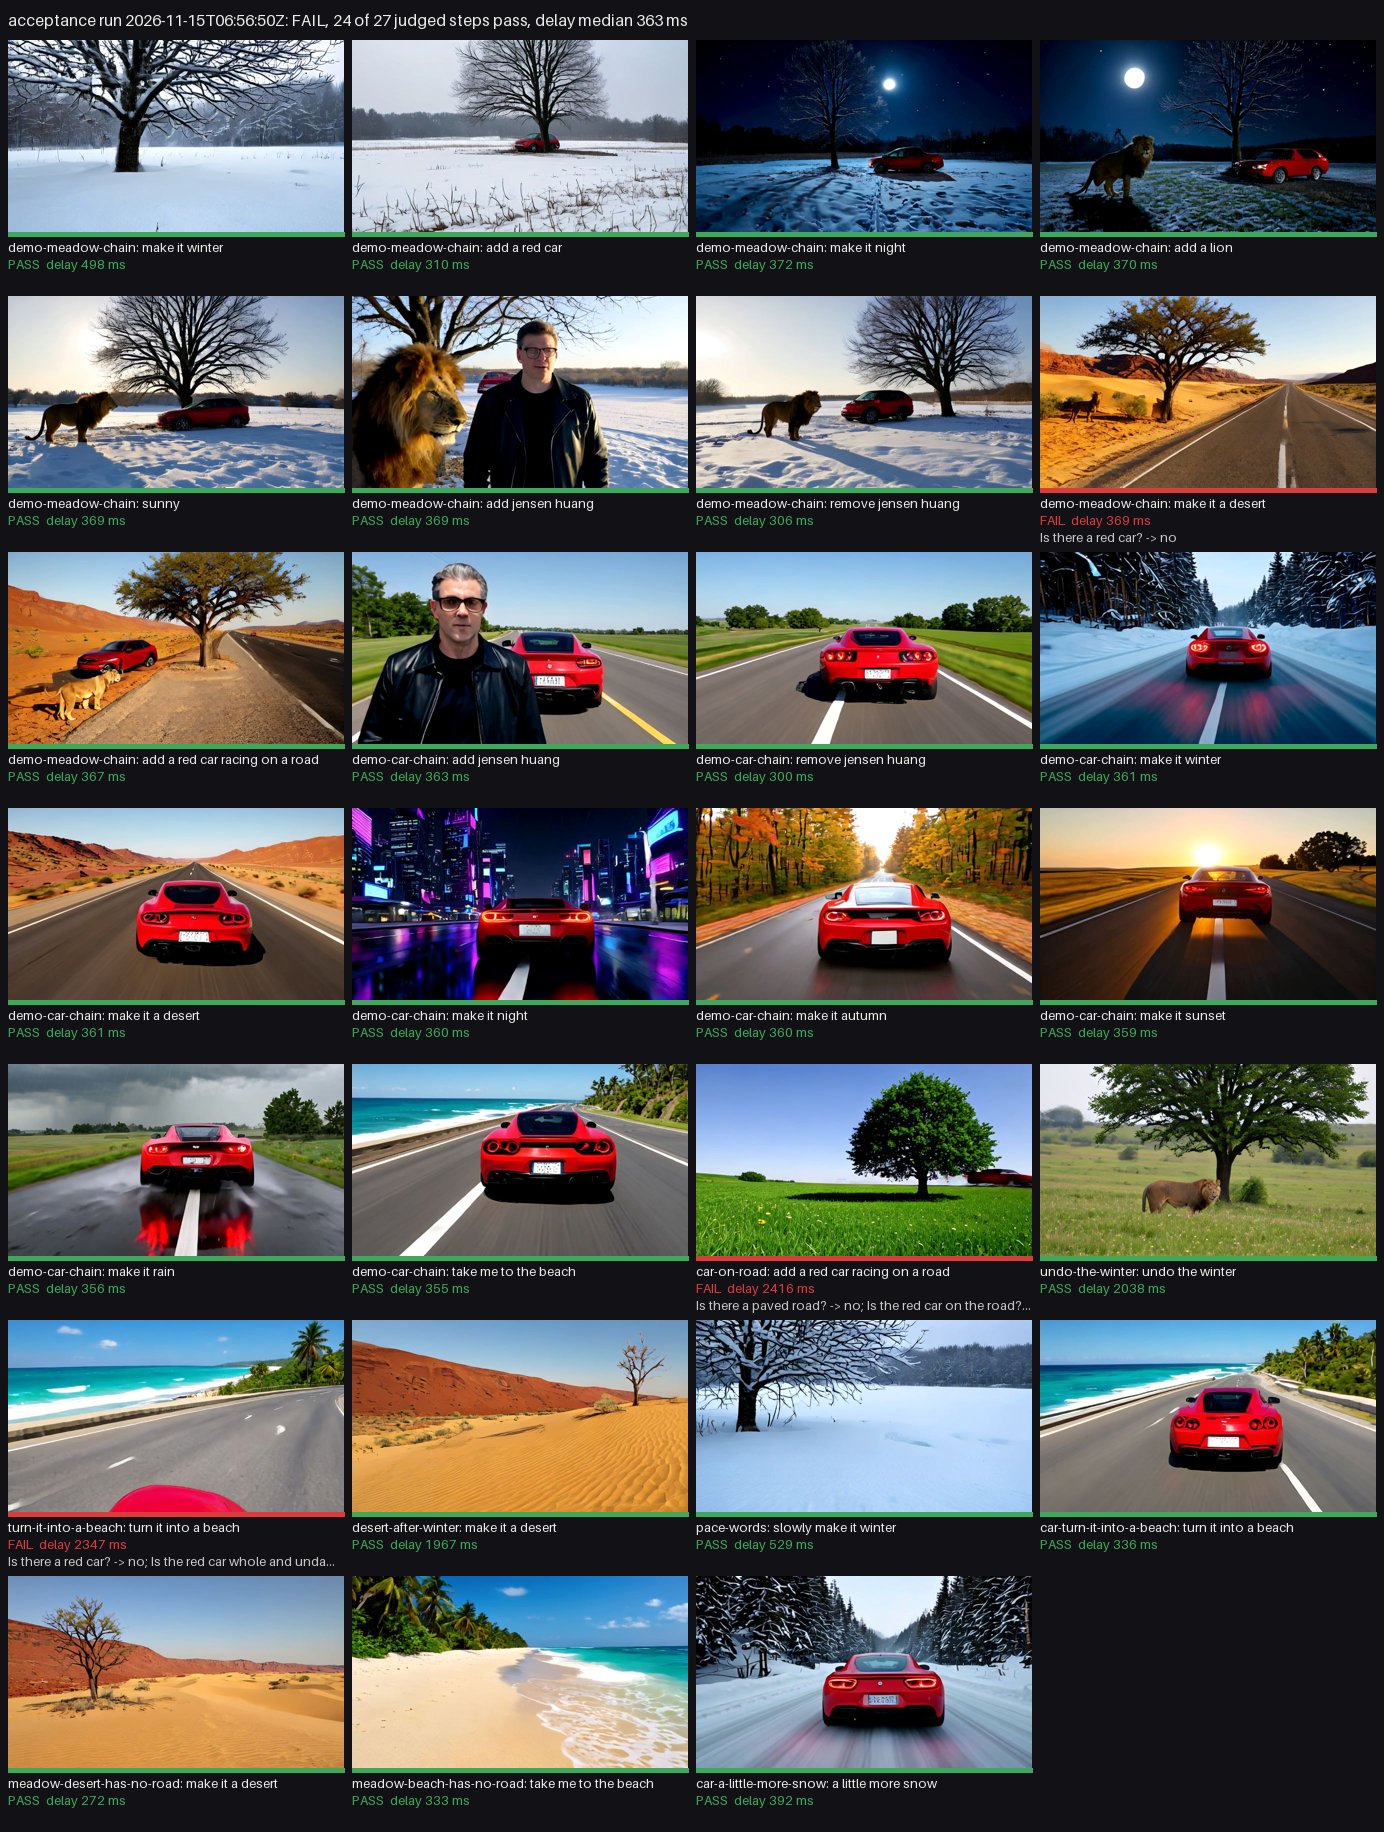 acceptance run 2026-11-15T06:56:50Z: FAIL, 24 of 27 judged steps pass, delay median 363 ms
demo-meadow-chain: make it winter
PASS delay 498 ms
demo-meadow-chain: add a red car
PASS delay 310 ms
demo-meadow-chain: make it night
PASS delay 372 ms
demo-meadow-chain: add a lion
PASS delay 370 ms
demo-meadow-chain: sunny
PASS delay 369 ms
demo-meadow-chain: add jensen huang
PASS delay 369 ms
demo-meadow-chain: remove jensen huang
PASS delay 306 ms
demo-meadow-chain: make it a desert
FAIL delay 369 ms
Is there a red car? -> no
demo-meadow-chain: add a red car racing on a road
PASS delay 367 ms
demo-car-chain: add jensen huang
PASS delay 363 ms
demo-car-chain: remove jensen huang
PASS delay 300 ms
demo-car-chain: make it winter
PASS delay 361 ms
demo-car-chain: make it a desert
PASS delay 361 ms
demo-car-chain: make it night
PASS delay 360 ms
demo-car-chain: make it autumn
PASS delay 360 ms
demo-car-chain: make it sunset
PASS delay 359 ms
demo-car-chain: make it rain
PASS delay 356 ms
demo-car-chain: take me to the beach
PASS delay 355 ms
car-on-road: add a red car racing on a road
FAIL delay 2416 ms
Is there a paved road? -> no; Is the red car on the road?...
undo-the-winter: undo the winter
PASS delay 2038 ms
turn-it-into-a-beach: turn it into a beach
FAIL delay 2347 ms
Is there a red car? -> no; Is the red car whole and unda...
desert-after-winter: make it a desert
PASS delay 1967 ms
pace-words: slowly make it winter
PASS delay 529 ms
car-turn-it-into-a-beach: turn it into a beach
PASS delay 336 ms
meadow-desert-has-no-road: make it a desert
PASS delay 272 ms
meadow-beach-has-no-road: take me to the beach
PASS delay 333 ms
car-a-little-more-snow: a little more snow
PASS delay 392 ms